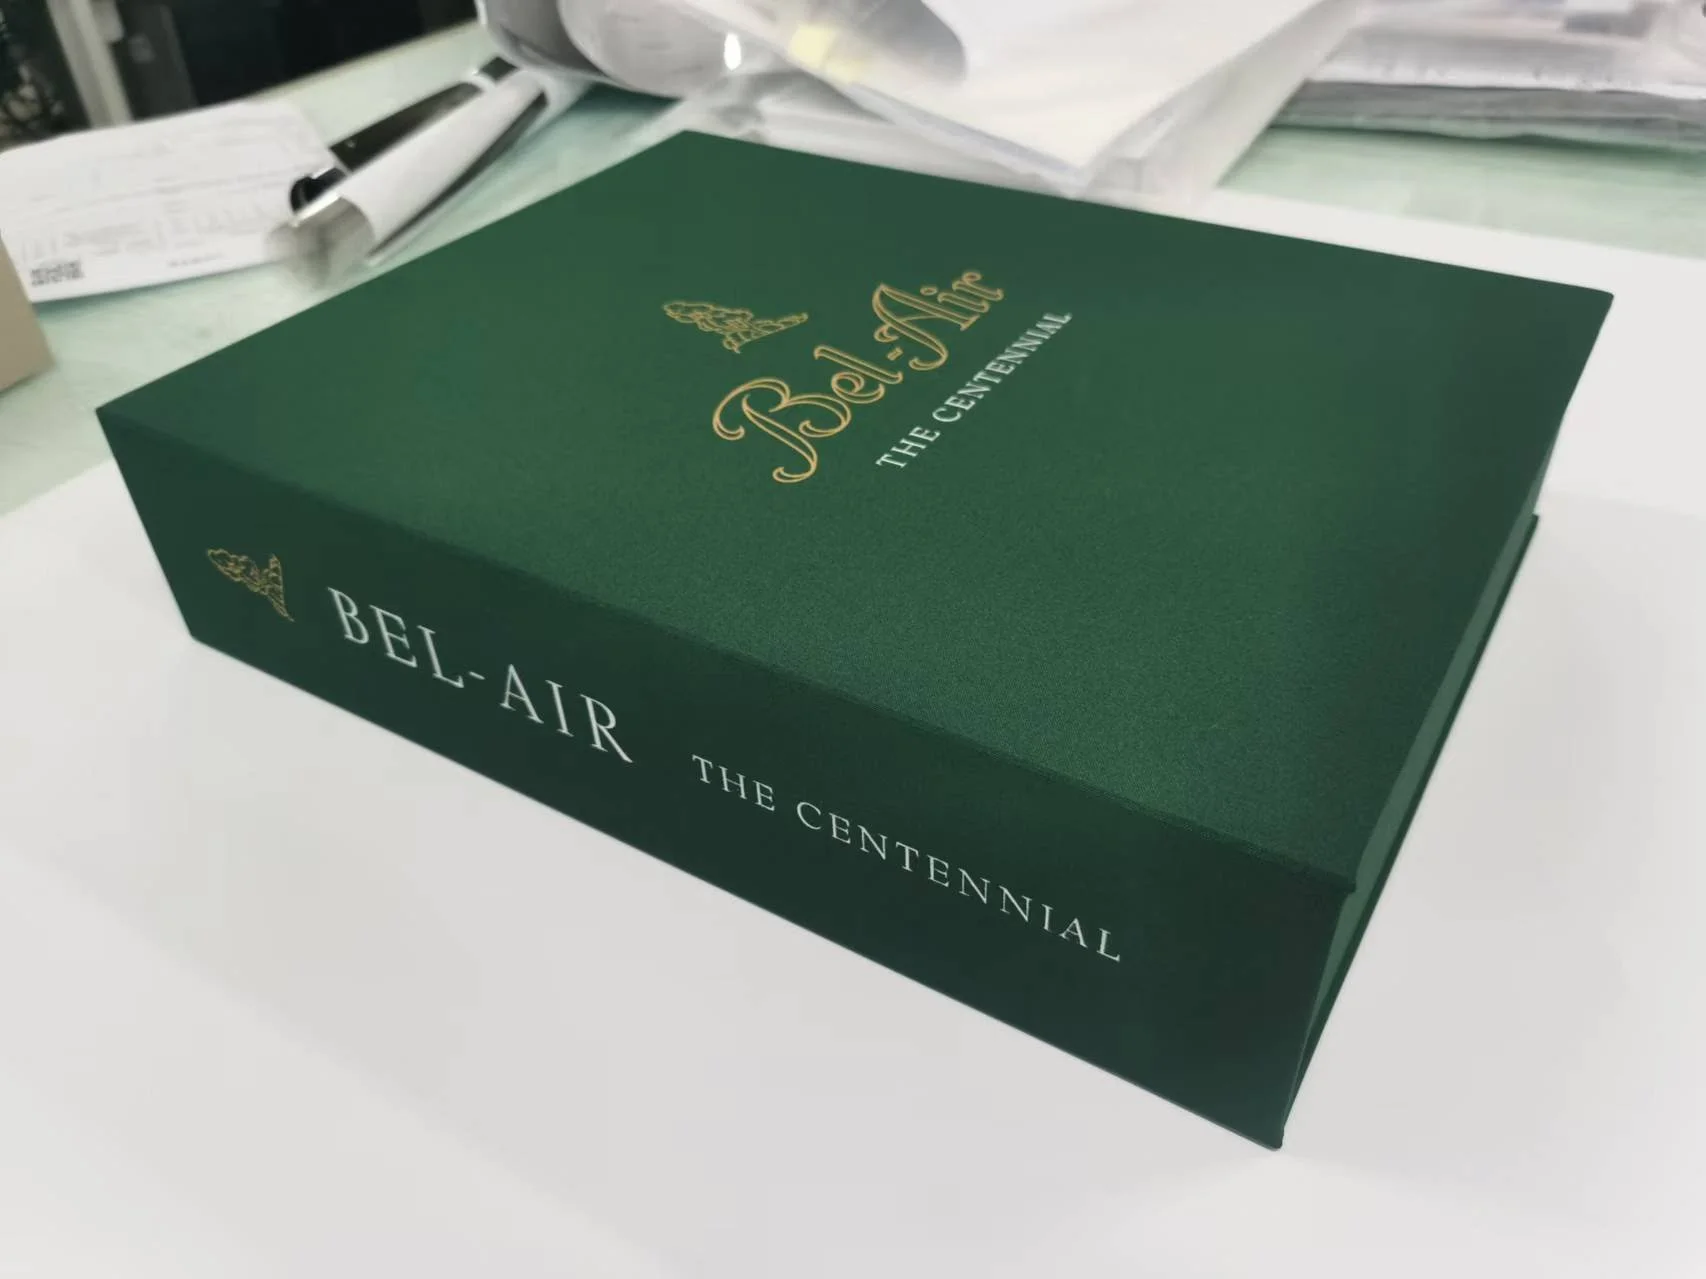 Bel-Air
THE CENTENNIAL
BEL-AIR THE CENTENNIAL